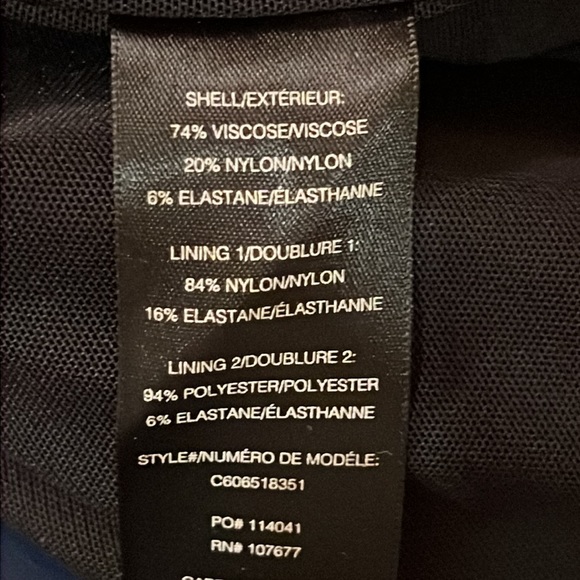 SHELL/EXTÉRIEUR:
74% VISCOSE/VISCOSE
20% NYLON/NYLON
6% ELASTANE/ÉLASTHANNE
LINING 1/DOUBLURE 1:
84% NYLON/NYLON
16% ELASTANE/ÉLASTHANNE
LINING 2/DOUBLURE 2:
94% POLYESTER/POLYESTER
6% ELASTANE/ÉLASTHANNE
STYLE#/NUMÉRO DE MODÉLE:
C606518351
PO# 114041
RN# 107677